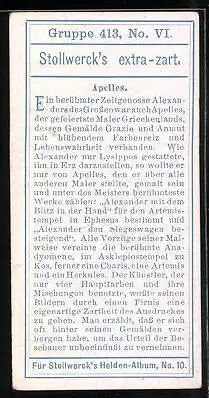 Gruppe 413, No. VI.
Stollwerck's extra-zart.
Apelles.
Ein berühmter Zeitgenosse Alexan-
ders des Großen war auch Apelles,
der gefeiertste Maler Griechenlands,
dessen Gemälde Grazie und Anmut
mit blühendem Farbenreiz und
Lebenswahrheit verbanden. Wie
Alexander nur Lysippos gestattete,
ihn in Erz darzustellen, so wollte er
nur von Apelles, den er über alle
anderen Maler stellte, gemalt sein
und unter des Meisters berühmteste
Werke zählen: „Alexander mit dem
Blitz in der Hand“ für den Artemis-
tempel in Ephesus bestimmt und
„Alexander den Siegeswagen be-
steigend“. Alle Vorzüge seiner Mal-
weise vereinte die berühmte Ana-
dyomene, im Asklepiostempel zu
Kos, ferner eine Charis, eine Artemis
und ein Herkules. Der Künstler, der
nur vier Hauptfarben und ihre
Mischungen benutzte, wußte seinen
Bildern durch einen Firnis eine
eigenartige Zartheit des Ausdruckes
zu geben. Man erzählt, daß er sich
oft hinter seinen Gemälden ver-
borgen habe, um das Urteil der Be-
schauer unbeeinflußt zu vernehmen.
Für Stollwerck's Helden-Album, No. 10.